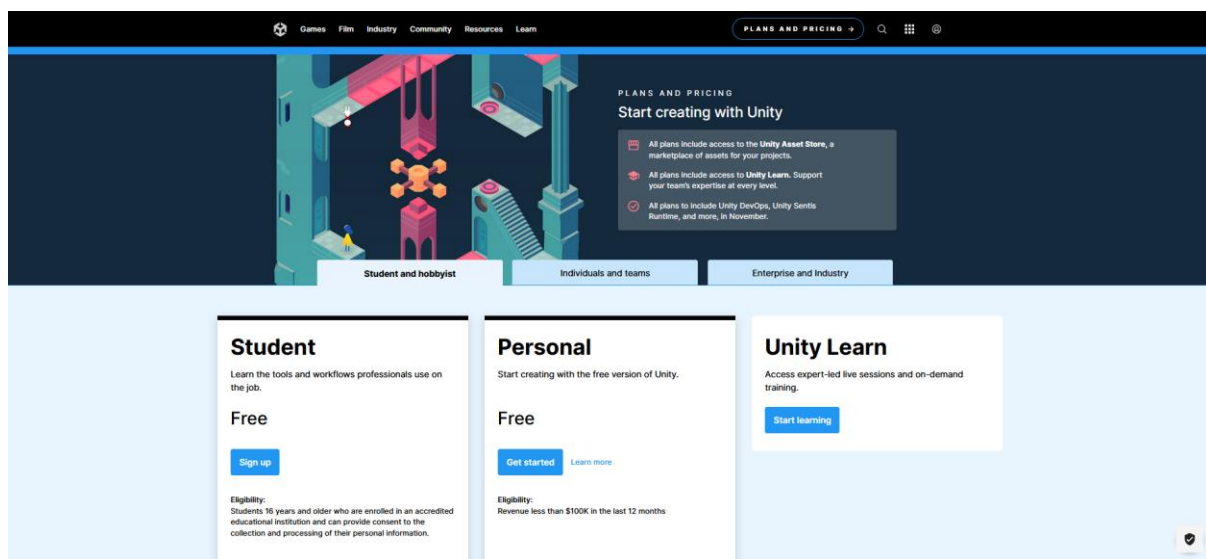 Games Film Industry Community Resources Learn
PLANS AND PRICING →
PLANS AND PRICING
Start creating with Unity
All plans include access to the Unity Asset Store, a
marketplace of assets for your projects.
All plans include access to Unity Learn. Support
your team's expertise at every level.
All plans to include Unity DevOps, Unity Sentis
Runtime, and more, in November.
Student and hobbyist
Individuals and teams
Enterprise and Industry
Student
Learn the tools and workflows professionals use on
the job.
Free
Sign up
Eligibility:
Students 16 years and older who are enrolled in an accredited
educational institution and can provide consent to the
collection and processing of their personal information.
Personal
Start creating with the free version of Unity.
Free
Get started
Learn more
Eligibility:
Revenue less than $100K in the last 12 months
Unity Learn
Access expert-led live sessions and on-demand
training.
Start learning